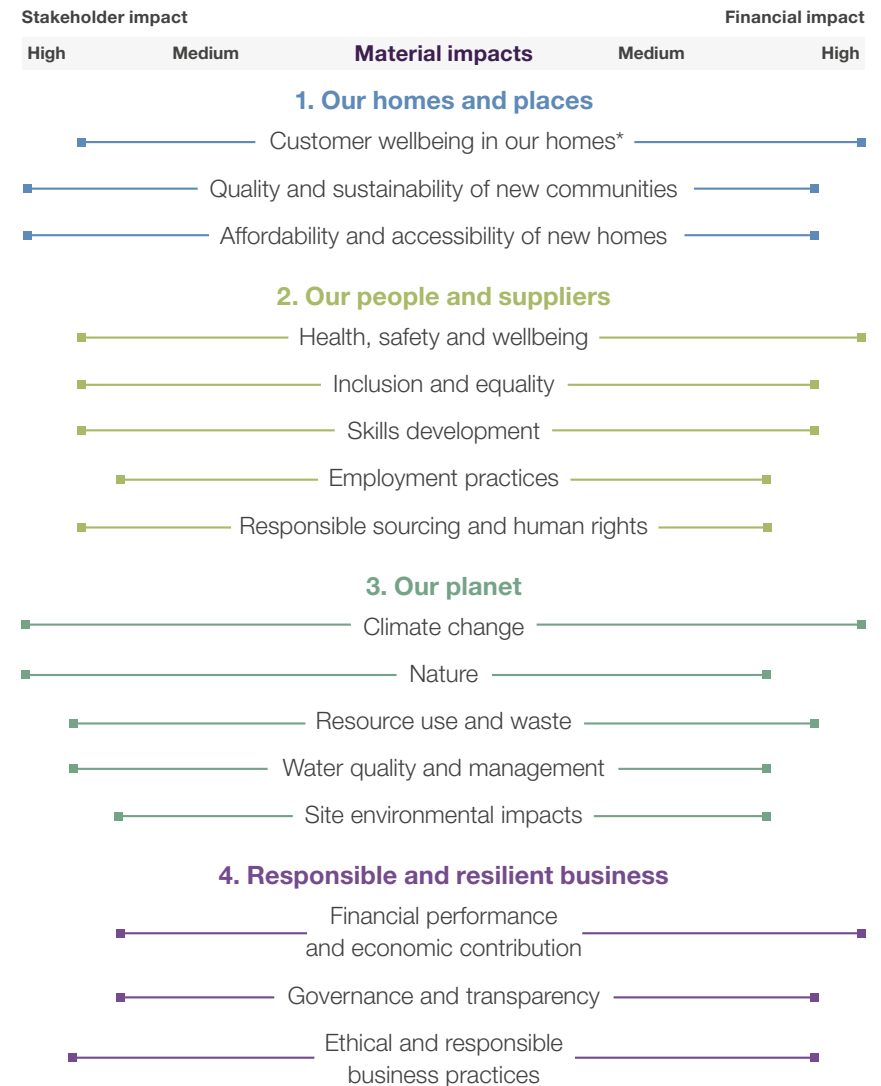 Stakeholder impact Financial impact
High Medium Material impacts Medium High
1. Our homes and places
Customer wellbeing in our homes*
Quality and sustainability of new communities
Affordability and accessibility of new homes
2. Our people and suppliers
Health, safety and wellbeing
Inclusion and equality
Skills development
Employment practices
Responsible sourcing and human rights
3. Our planet
Climate change
Nature
Resource use and waste
Water quality and management
Site environmental impacts
4. Responsible and resilient business
Financial performance
and economic contribution
Governance and transparency
Ethical and responsible
business practices